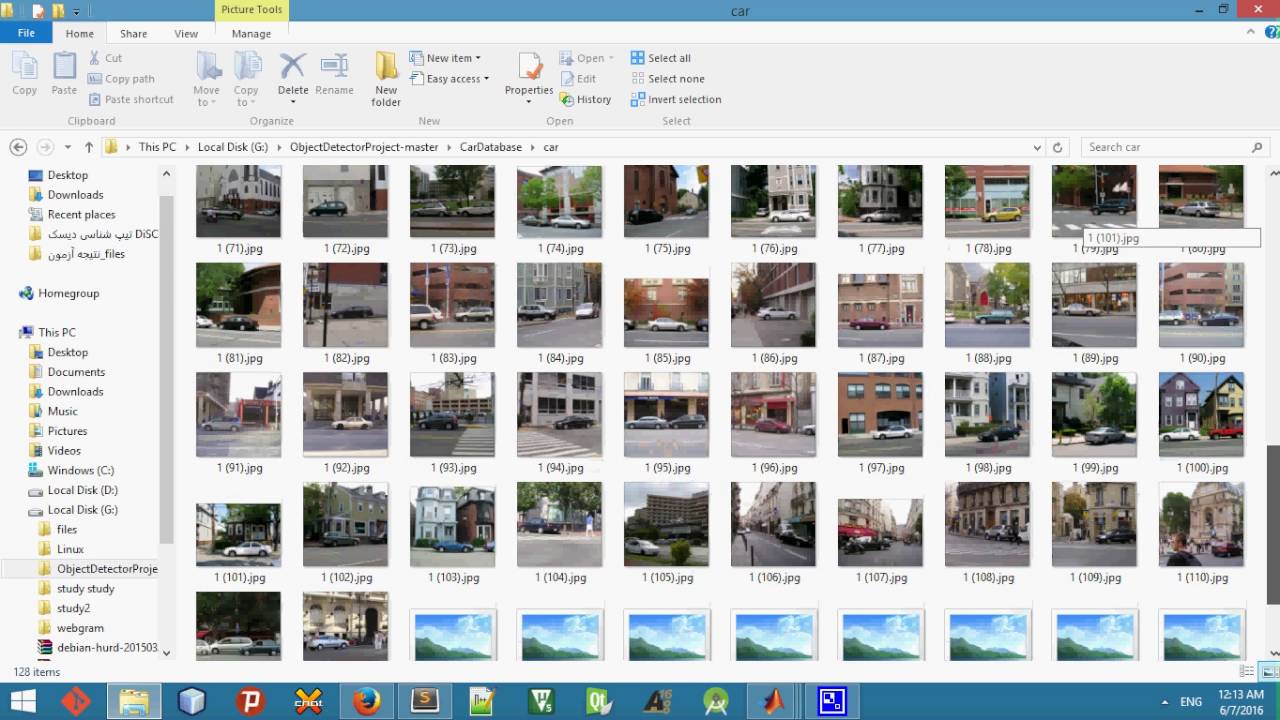 Picture Tools
car
File
Home
Share
View
Manage
Copy
Paste
Cut
Copy path
Paste shortcut
Clipboard
Move to
Copy to
Delete
Rename
Organize
New folder
New item
Easy access
New
Properties
Open
Edit
History
Open
Select all
Select none
Invert selection
Select
This PC
Local Disk (G:)
ObjectDetectorProject-master
CarDatabase
car
Search car
Desktop
Downloads
Recent places
تیپ شناسی دیسک DiSC
نتیجه آزمون_files
Homegroup
This PC
Desktop
Documents
Downloads
Music
Pictures
Videos
Windows (C:)
Local Disk (D:)
Local Disk (G:)
files
Linux
ObjectDetectorProje
study study
study2
webgram
debian-hurd-201503
1 (71).jpg
1 (72).jpg
1 (73).jpg
1 (74).jpg
1 (75).jpg
1 (76).jpg
1 (77).jpg
1 (78).jpg
1 (79).jpg
1 (80).jpg
1 (101).jpg
1 (81).jpg
1 (82).jpg
1 (83).jpg
1 (84).jpg
1 (85).jpg
1 (86).jpg
1 (87).jpg
1 (88).jpg
1 (89).jpg
1 (90).jpg
1 (91).jpg
1 (92).jpg
1 (93).jpg
1 (94).jpg
1 (95).jpg
1 (96).jpg
1 (97).jpg
1 (98).jpg
1 (99).jpg
1 (100).jpg
1 (101).jpg
1 (102).jpg
1 (103).jpg
1 (104).jpg
1 (105).jpg
1 (106).jpg
1 (107).jpg
1 (108).jpg
1 (109).jpg
1 (110).jpg
128 items
ENG
12:13 AM
6/7/2016